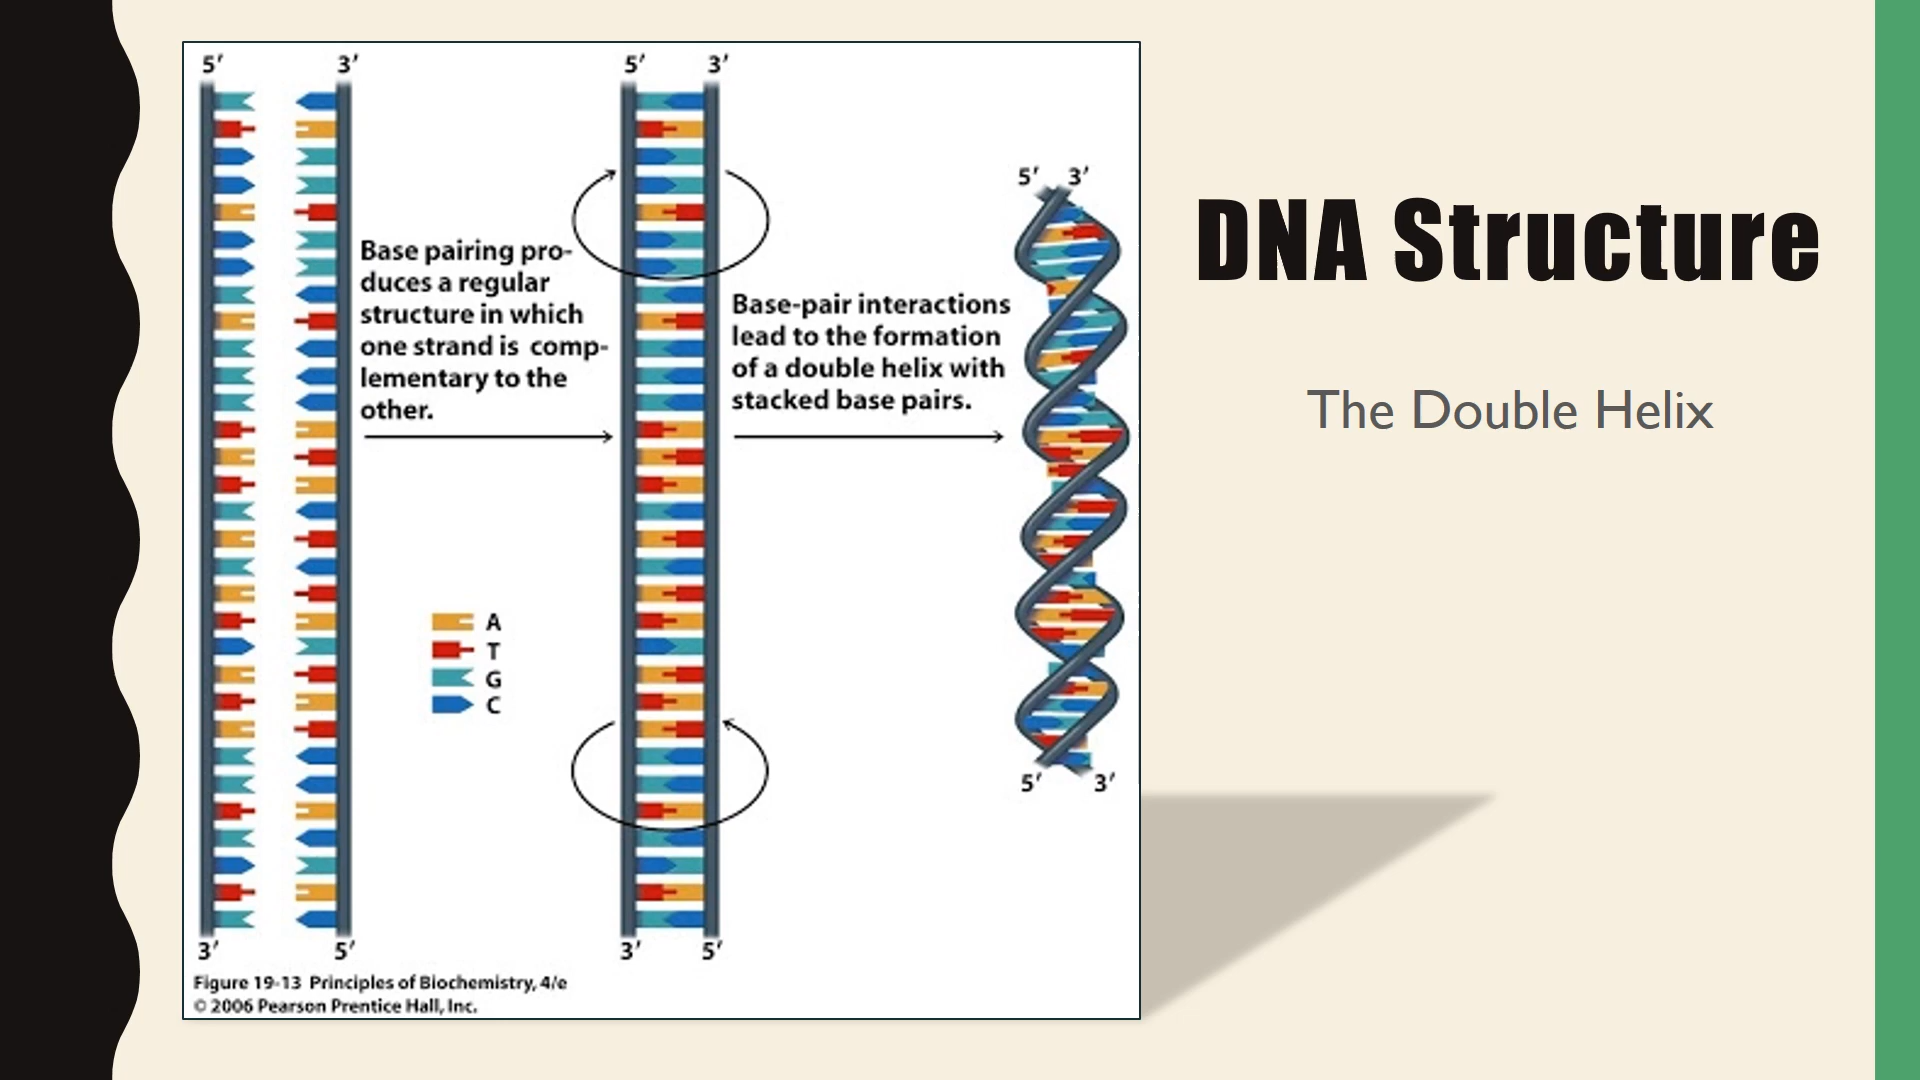 5′ 3′
5′ 3′
5′ 3′
DNA Structure
The Double Helix
Base pairing pro-
duces a regular
structure in which
one strand is comp-
lementary to the
other.
Base-pair interactions
lead to the formation
of a double helix with
stacked base pairs.
A
T
G
C
5′ 3′
3′ 5′
3′ 5′
Figure 19-13 Principles of Biochemistry, 4/e
© 2006 Pearson Prentice Hall, Inc.